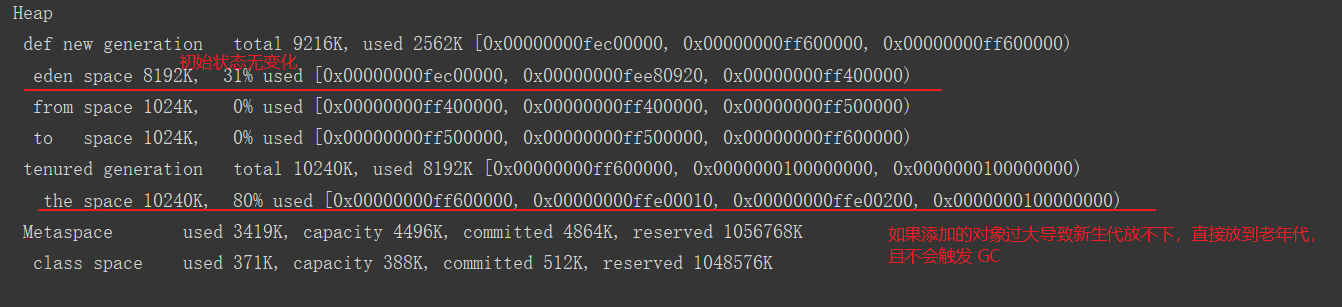 Heap
def new generation   total 9216K, used 2562K [0x00000000fec00000, 0x00000000ff600000, 0x00000000ff600000)
初始状态无变化
eden space 8192K,  31% used [0x00000000fec00000, 0x00000000fee80920, 0x00000000ff400000)
from space 1024K,   0% used [0x00000000ff400000, 0x00000000ff400000, 0x00000000ff500000)
to   space 1024K,   0% used [0x00000000ff500000, 0x00000000ff500000, 0x00000000ff600000)
tenured generation   total 10240K, used 8192K [0x00000000ff600000, 0x0000000100000000, 0x0000000100000000)
the space 10240K,  80% used [0x00000000ff600000, 0x00000000ffe00010, 0x00000000ffe00200, 0x0000000100000000)
Metaspace       used 3419K, capacity 4496K, committed 4864K, reserved 1056768K
class space    used 371K, capacity 388K, committed 512K, reserved 1048576K
如果添加的对象过大导致新生代放不下，直接放到老年代，
且不会触发 GC